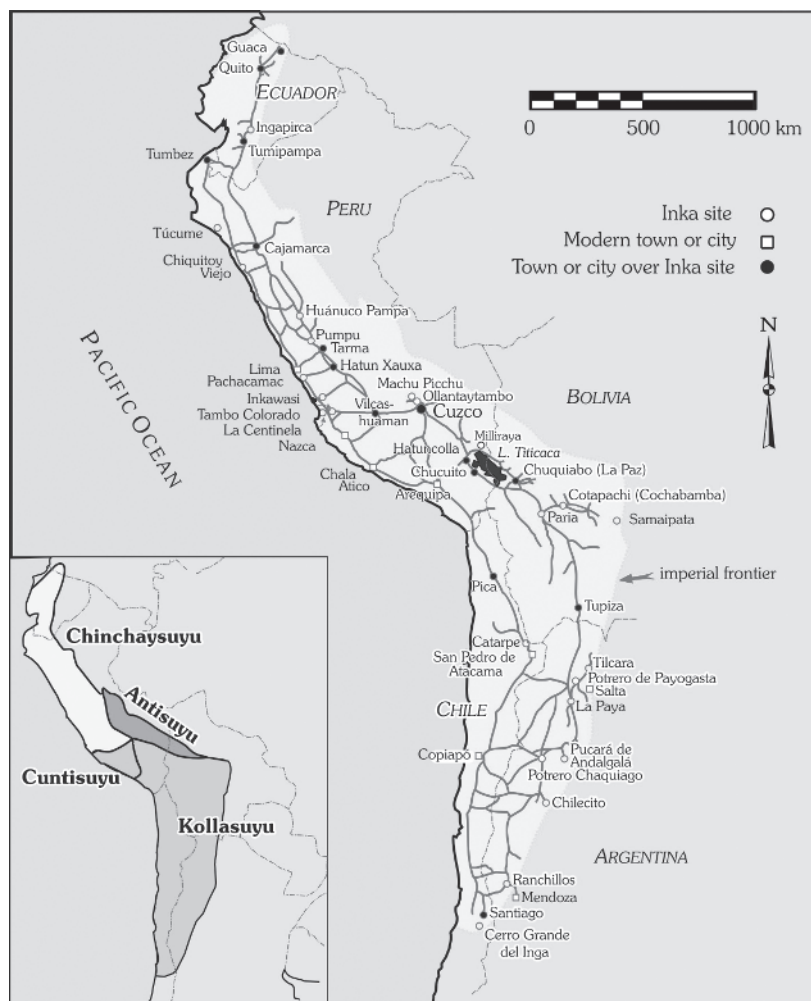 Guaca
Quito
ECUADOR
0 500 1000 km
Ingapirca
Tumipampa
Tumbez
PERU
Inka site
Modern town or city
Town or city over Inka site
Túcume
Cajamarca
Chiquitoy
Viejo
Huánuco Pampa
N
PACIFIC OCEAN
Pumpu
Tarma
Lima
Hatun Xauxa
Pachacamac
Machu Picchu
Ollantaytambo
BOLIVIA
Inkawasi
Vilcas-
huaman
Cuzco
Tambo Colorado
La Centinela
Milliraya
Nazca
Hatuncolla
L. Titicaca
Chucuito
Chuquiabo (La Paz)
Chala
Atico
Arequipa
Cotapachi (Cochabamba)
Paria
Samaipata
imperial frontier
Pica
Tupiza
Catarpe
San Pedro de
Atacama
Tilcara
Potrero de Payogasta
Salta
La Paya
CHILE
Copiapó
Pucará de
Andalgalá
Potrero Chaquiago
Chilecito
ARGENTINA
Ranchillos
Mendoza
Santiago
Cerro Grande
del Inga
Chinchaysuyu
Antisuyu
Cuntisuyu
Kollasuyu